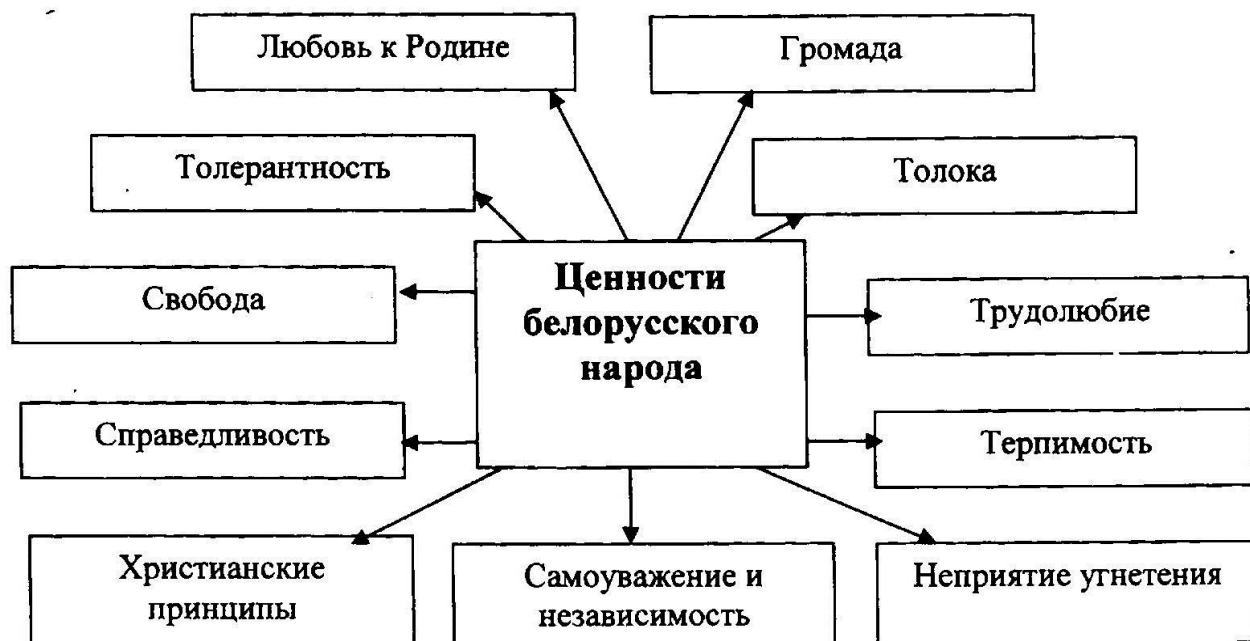 Любовь к Родине
Громада
Толерантность
Толока
Ценности
белорусского
народа
Свобода
Трудолюбие
Справедливость
Терпимость
Христианские
принципы
Самоуважение и
независимость
Неприятие угнетения